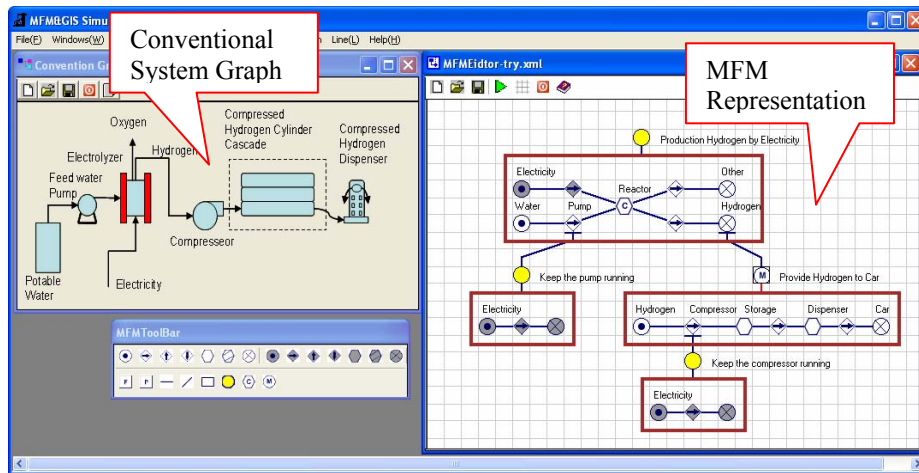 MFM&GIS Simu
File(F) Windows(W)
Line(L) Help(H)
Conventional
System Graph
MFM
Representation
Convention Gr
Oxygen
Electrolyzer
Hydrogen
Feed water
Pump
Compressed
Hydrogen Cylinder
Cascade
Compressed
Hydrogen
Dispenser
Compresseor
Potable
Water
Electricity
MFMToolBar
F P C M
MFMEidtor-try.xml
Production Hydrogen by Electricity
Electricity
Other
Reactor
Water
Pump
Hydrogen
C
Keep the pump running
M
Provide Hydrogen to Car
Electricity
Hydrogen Compressor Storage Dispenser Car
Keep the compressor running
Electricity